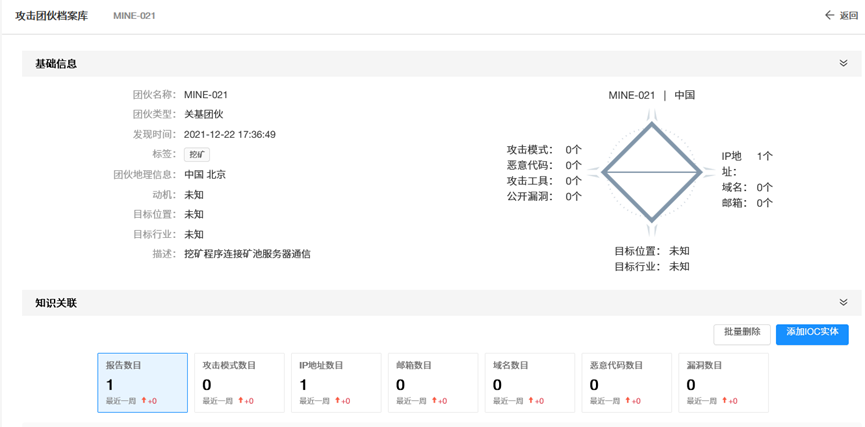 攻击团伙档案库 MINE-021 返回
基础信息
团伙名称： MINE-021
团伙类型： 关基团伙
发现时间： 2021-12-22 17:36:49
标签： 挖矿
团伙地理信息： 中国 北京
动机： 未知
目标位置： 未知
目标行业： 未知
描述： 挖矿程序连接矿池服务器通信
MINE-021 | 中国
攻击模式： 0个
恶意代码： 0个
攻击工具： 0个
公开漏洞： 0个
IP地 1个
址：
域名： 0个
邮箱： 0个
目标位置： 未知
目标行业： 未知
知识关联
批量删除 添加IOC实体
报告数目
1
最近一周 +0
攻击模式数目
0
最近一周 +0
IP地址数目
1
最近一周 +0
邮箱数目
0
最近一周 +0
域名数目
0
最近一周 +0
恶意代码数目
0
最近一周 +0
漏洞数目
0
最近一周 +0